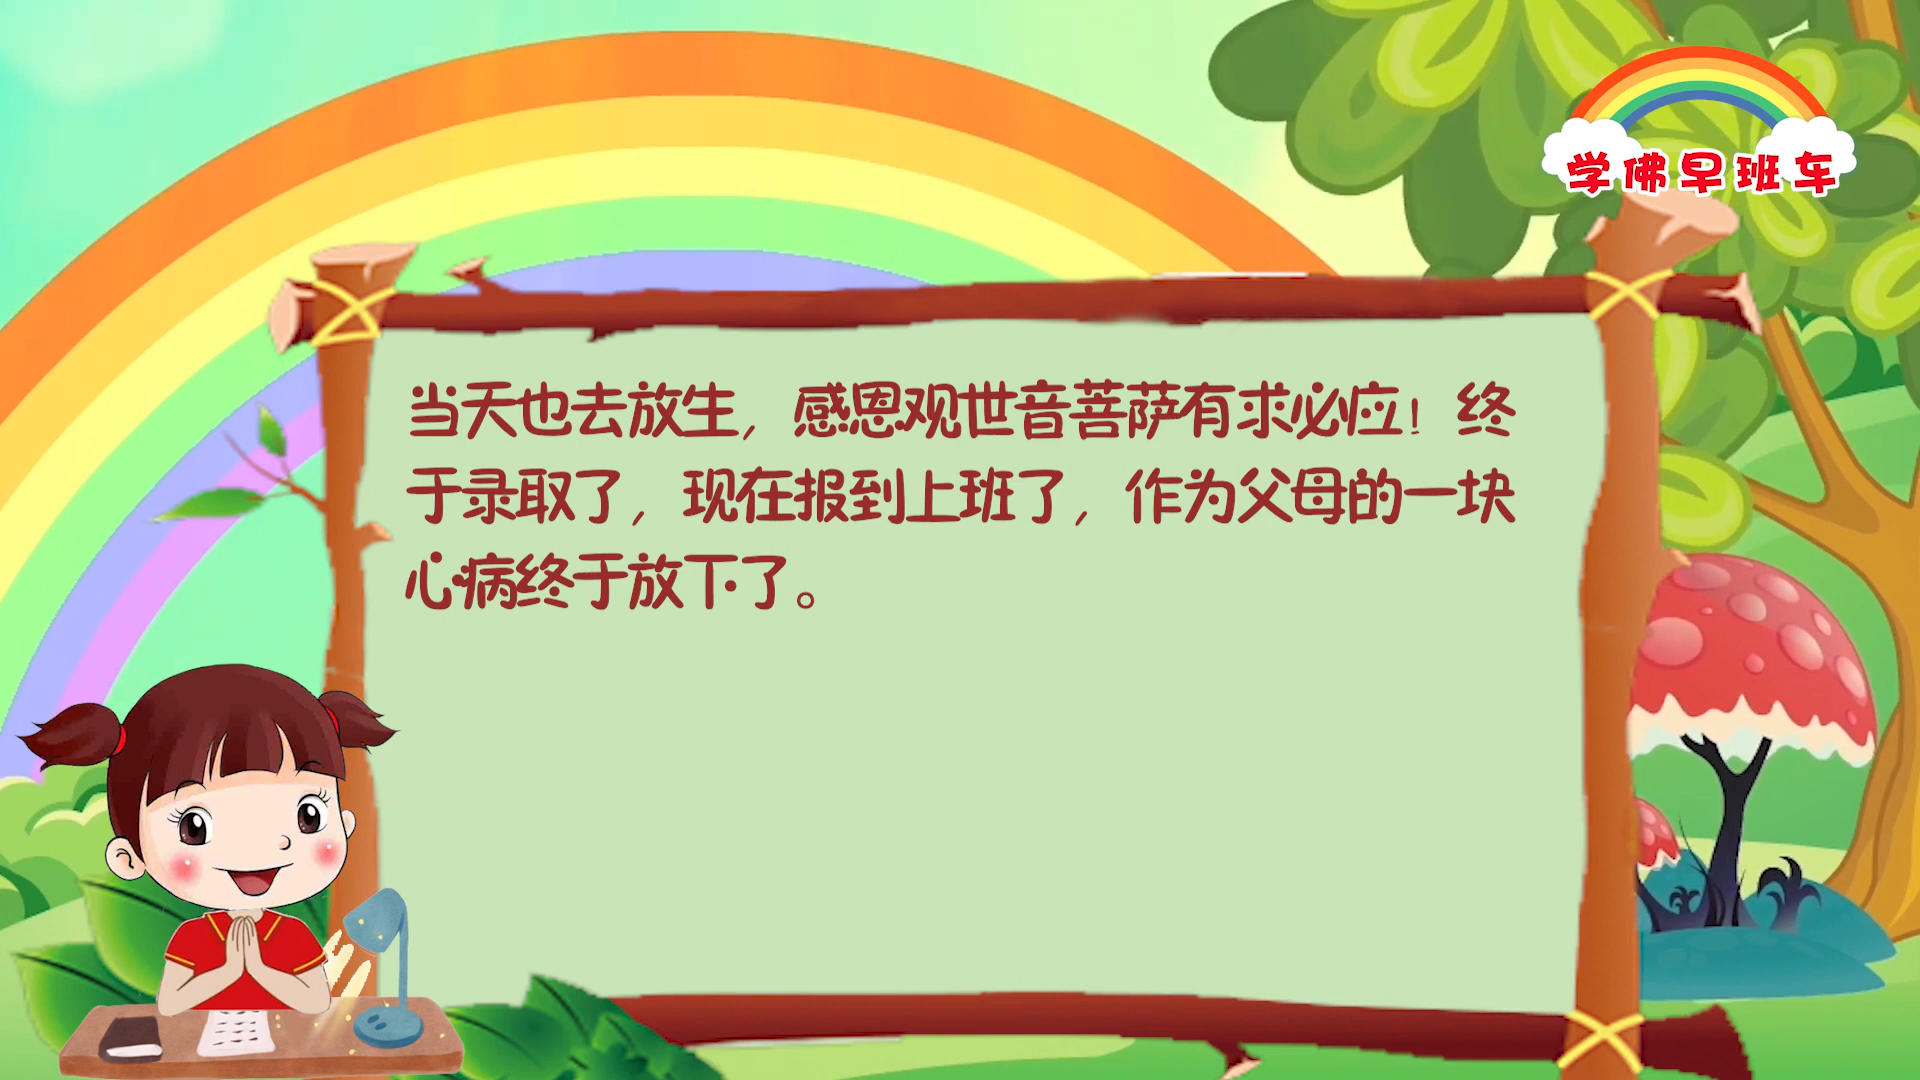 学佛早班车
当天也去放生，感恩观世音菩萨有求必应！终
于录取了，现在报到上班了，作为父母的一块
心病终于放下了。